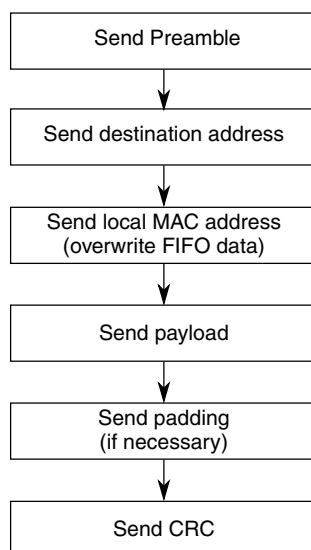 Send Preamble
Send destination address
Send local MAC address
(overwrite FIFO data)
Send payload
Send padding
(if necessary)
Send CRC